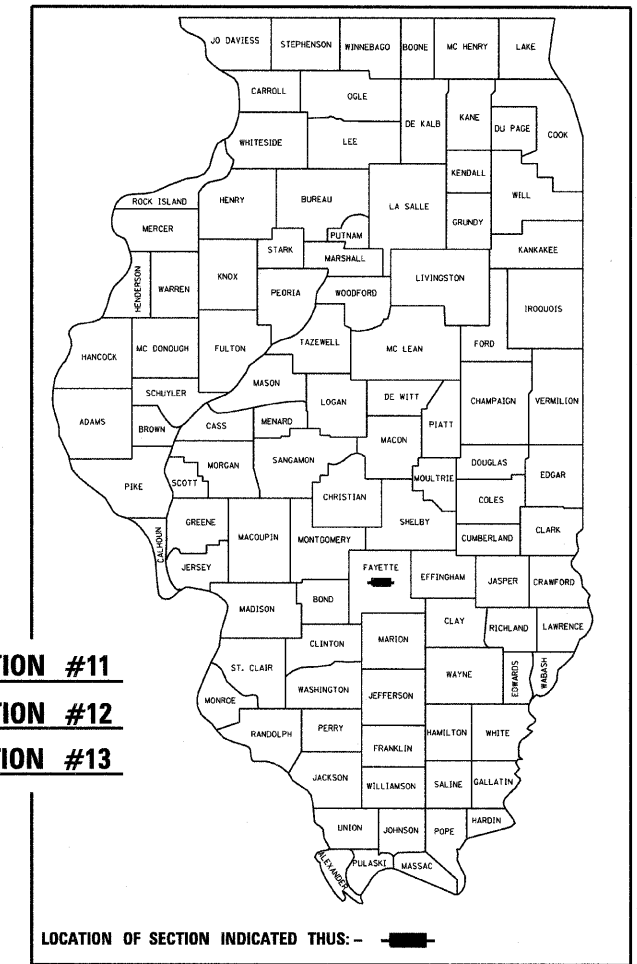 JO DAVIESS STEPHENSON WINNEBAGO BOONE MC HENRY LAKE
CARROLL OGLE DE KALB KANE DU PAGE COOK
WHITESIDE LEE
KENDALL WILL
ROCK ISLAND HENRY BUREAU LA SALLE GRUNDY
MERCER PUTNAM KANKAKEE
HENDERSON WARREN KNOX STARK MARSHALL LIVINGSTON
PEORIA WOODFORD IROQUOIS
HANCOCK MC DONOUGH FULTON TAZEWELL MC LEAN FORD
MASON
SCHUYLER LOGAN DE WITT CHAMPAIGN VERMILION
ADAMS BROWN CASS MENARD MACON PIATT
PIKE SCOTT MORGAN SANGAMON CHRISTIAN MOULTRIE DOUGLAS EDGAR
COLES
CALHOUN GREENE MACOUPIN MONTGOMERY SHELBY CUMBERLAND CLARK
JERSEY FAYETTE EFFINGHAM JASPER CRAWFORD
MADISON BOND
CLINTON MARION CLAY RICHLAND LAWRENCE
TION #11
ST. CLAIR WASHINGTON JEFFERSON WAYNE EDWARDS WABASH
MONROE
TION #12
RANDOLPH PERRY FRANKLIN HAMILTON WHITE
TION #13
JACKSON WILLIAMSON SALINE GALLATIN
UNION JOHNSON POPE HARDIN
ALEXANDER PULASKI MASSAC
LOCATION OF SECTION INDICATED THUS: -